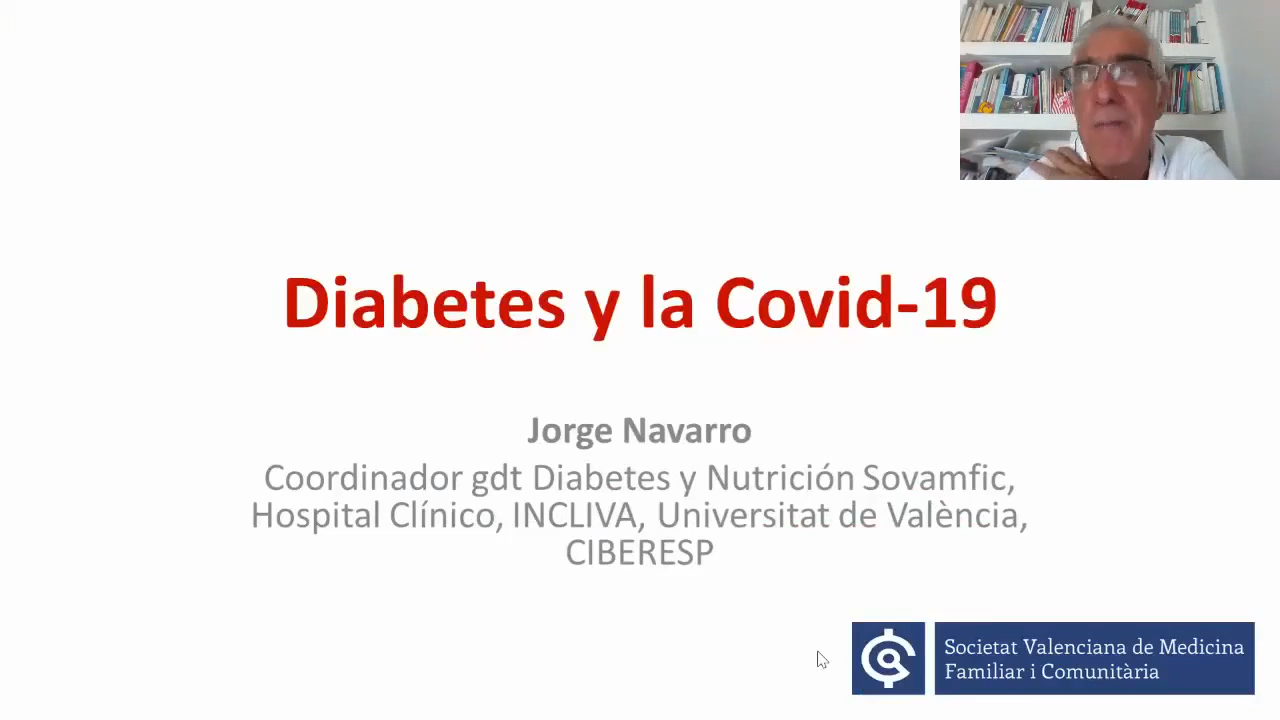 Diabetes y la Covid-19
Jorge Navarro
Coordinador gdt Diabetes y Nutrición Sovamfic,
Hospital Clínico, INCLIVA, Universitat de València,
CIBERESP
Societat Valenciana de Medicina
Familiar i Comunitària